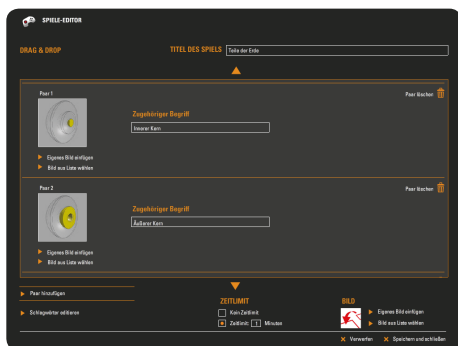 SPIELE-EDITOR
DRAG & DROP
TITEL DES SPIELS Teile der Erde
Paar 1
Paar löschen
Zugehöriger Begriff
Innerer Kern
Eigenes Bild einfügen
Bild aus Liste wählen
Paar 2
Paar löschen
Zugehöriger Begriff
Äußerer Kern
Eigenes Bild einfügen
Bild aus Liste wählen
Paar hinzufügen
Schlagwörter editieren
ZEITLIMIT
Kein Zeitlimit
Zeitlimit: 1 Minuten
BILD
Eigenes Bild einfügen
Bild aus Liste wählen
Verwerfen
Speichern und schließen